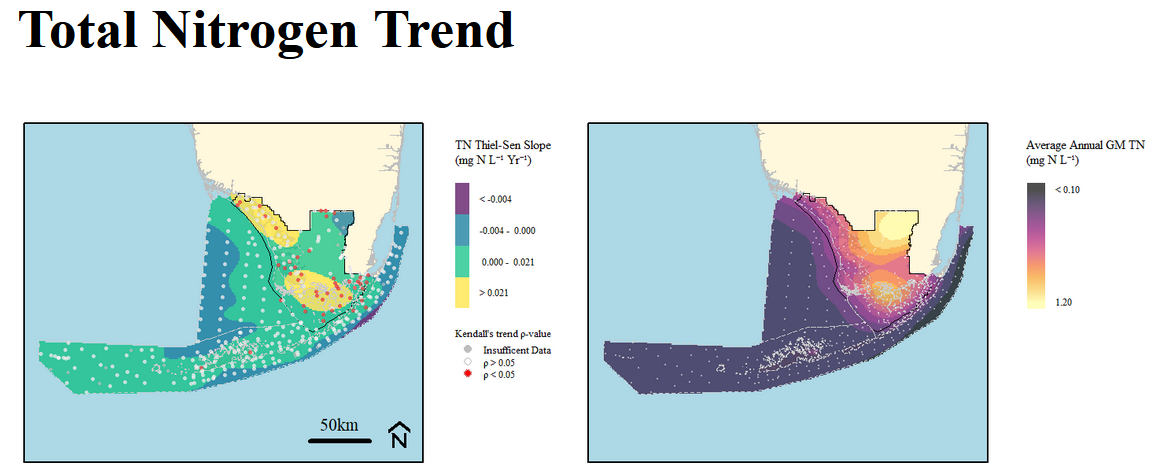 Total Nitrogen Trend
TN Thiel-Sen Slope
(mg N L⁻¹ Yr⁻¹)
< -0.004
-0.004 - 0.000
0.000 - 0.021
> 0.021
Kendall's trend ρ-value
Insufficent Data
ρ > 0.05
ρ < 0.05
50km
N
Average Annual GM TN
(mg N L⁻¹)
< 0.10
1.20